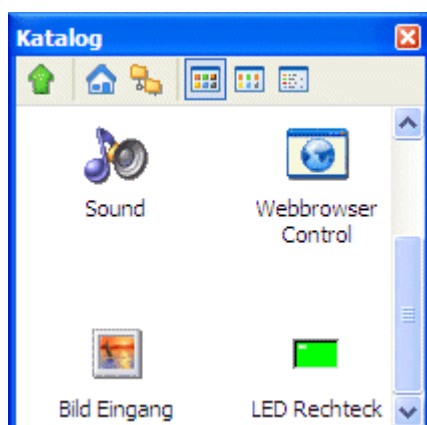 Katalog
Sound
Webbrowser
Control
Bild Eingang
LED Rechteck